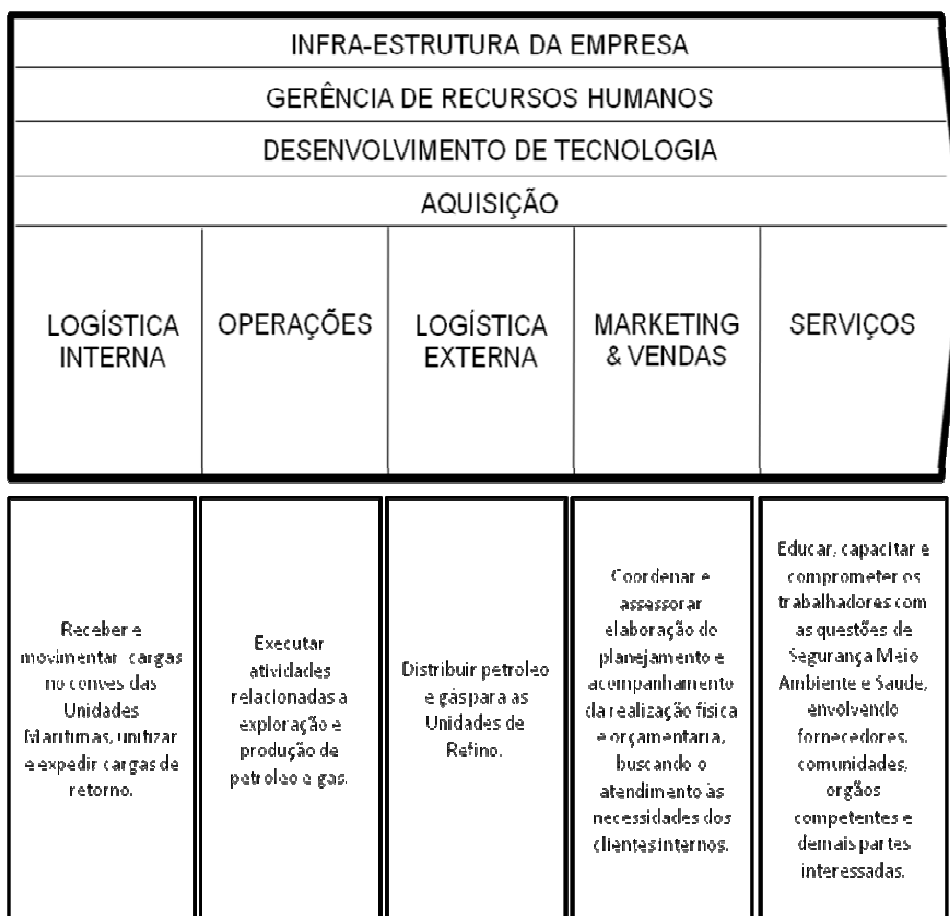 INFRA-ESTRUTURA DA EMPRESA
GERÊNCIA DE RECURSOS HUMANOS
DESENVOLVIMENTO DE TECNOLOGIA
AQUISIÇÃO
LOGÍSTICA
INTERNA
OPERAÇÕES
LOGÍSTICA
EXTERNA
MARKETING
& VENDAS
SERVIÇOS
Receber e
movimentar cargas
no conves das
Unidades
Maritimas, unitizar
e expedir cargas de
retorno.
Executar
atividades
relacionadas a
exploração e
produção de
petroleo e gas.
Distribuir petroleo
e gás para as
Unidades de
Refino.
Coordenar e
assessorar
elaboração do
planejamento e
acompanhamento
da realização fisica
e orçamentaria,
buscando o
atendimento às
necessidades dos
clientes internos.
Educar, capacitar e
comprometer os
trabalhadores com
as questões de
Segurança Meio
Ambiente e Saude,
envolvendo
fornecedores,
comunidades,
orgãos
competentes e
demais partes
interessadas.